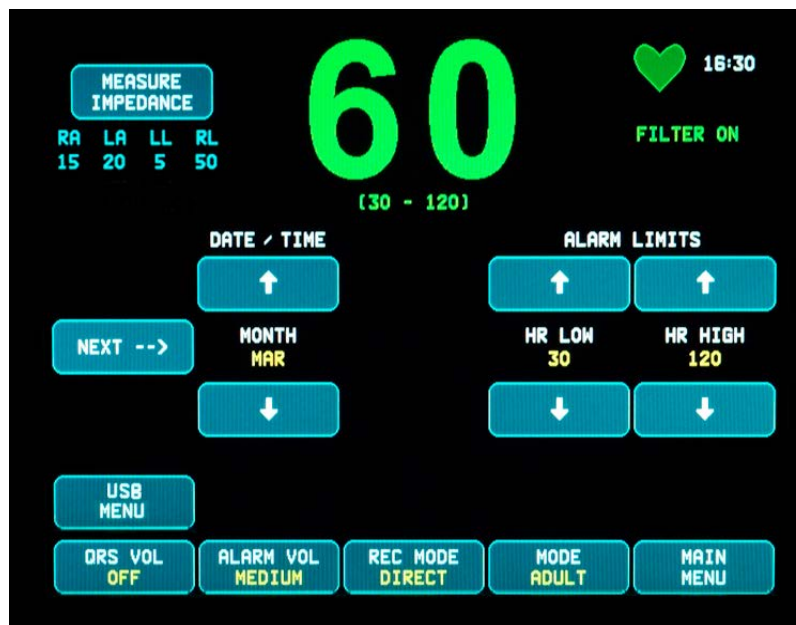 60
16:30
MEASURE
IMPEDANCE
RA LA LL RL
15 20 5 50
FILTER ON
(30 - 120)
DATE / TIME
ALARM LIMITS
NEXT -->
MONTH
MAR
HR LOW
30
HR HIGH
120
USB
MENU
QRS VOL
OFF
ALARM VOL
MEDIUM
REC MODE
DIRECT
MODE
ADULT
MAIN
MENU